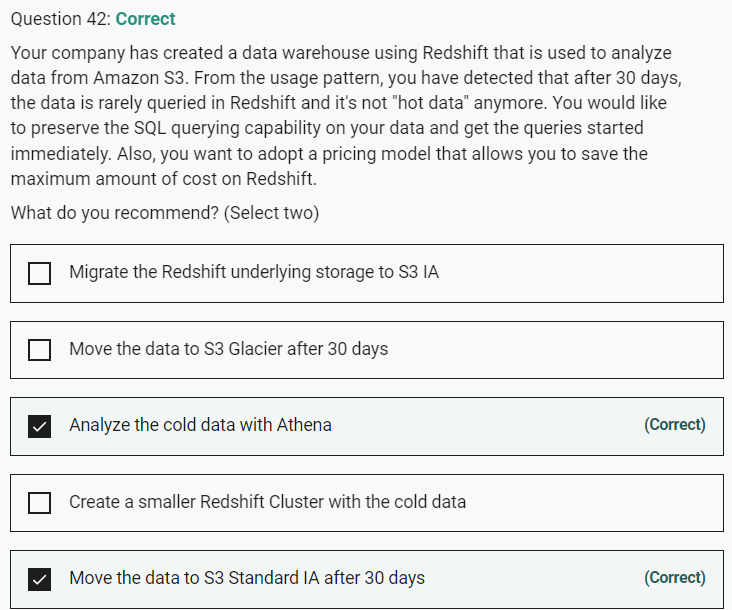 Question 42: Correct
Your company has created a data warehouse using Redshift that is used to analyze
data from Amazon S3. From the usage pattern, you have detected that after 30 days,
the data is rarely queried in Redshift and it's not "hot data" anymore. You would like
to preserve the SQL querying capability on your data and get the queries started
immediately. Also, you want to adopt a pricing model that allows you to save the
maximum amount of cost on Redshift.
What do you recommend? (Select two)
Migrate the Redshift underlying storage to S3 IA
Move the data to S3 Glacier after 30 days
Analyze the cold data with Athena (Correct)
Create a smaller Redshift Cluster with the cold data
Move the data to S3 Standard IA after 30 days (Correct)